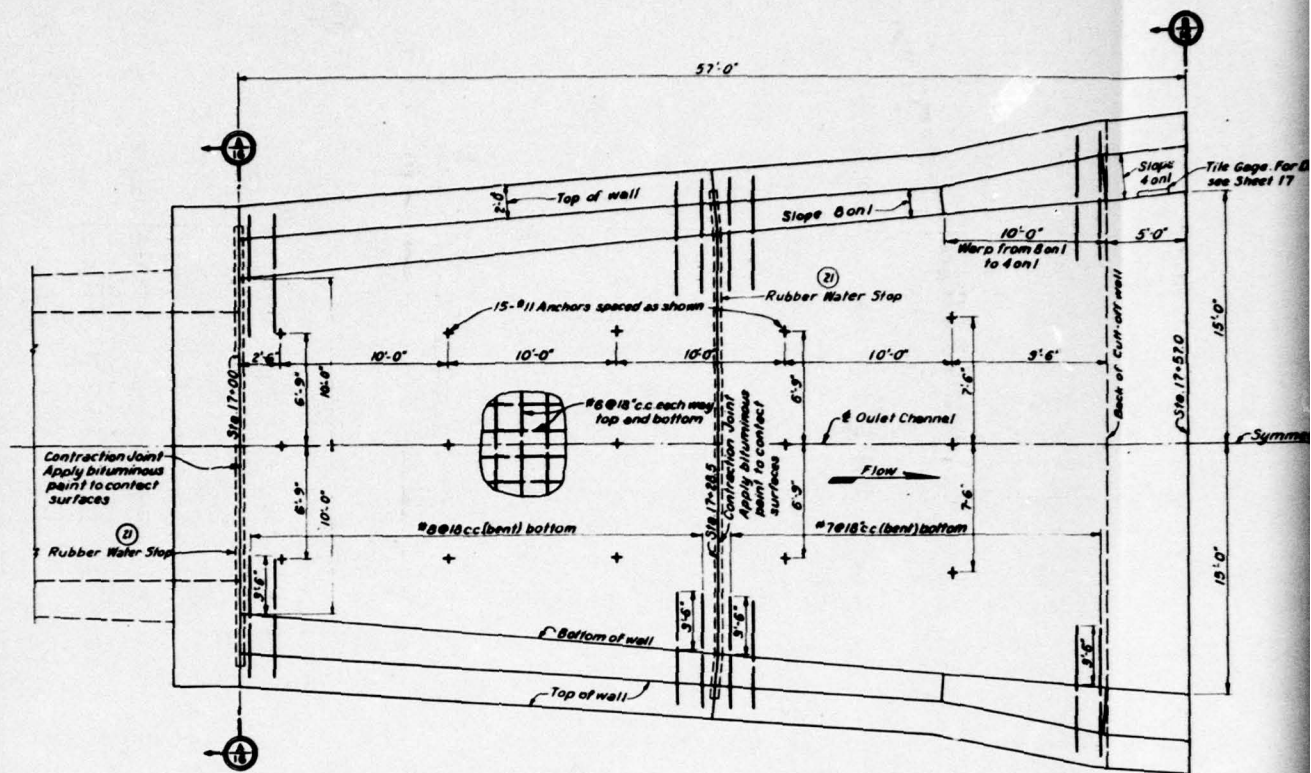 57'-0"
A
16
B
16
Top of wall
2'-0"
Slope 8 on 1
Slope
4 on 1
Tile Gage. For D
see Sheet 17
10'-0"
Warp from 8 on 1
to 4 on 1
5'-0"
21
Rubber Water Stop
15-#11 Anchors spaced as shown
2'-6"
10'-0"
10'-0"
10'-0"
10'-0"
9'-6"
Sta. 17+00
6'-9"
10'-0"
6'-9"
7'-6"
Back of Cutt-off wall
Sta. 17+57.0
15'-0"
#6@18"c.c. each way
top and bottom
℄ Oulet Channel
Symme
Contraction Joint
Apply bituminous
paint to contact
surfaces
Sta 17+28.5
Contraction Joint
Apply bituminous
paint to contact
surfaces
Flow
6'-9"
10'-0"
6'-9"
7'-6"
#8@18cc(bent) bottom
#7@18"cc(bent)bottom
21
Rubber Water Stop
9'-6"
9'-6"
9'-6"
9'-6"
15'-0"
Bottom of wall
Top of wall
A
16